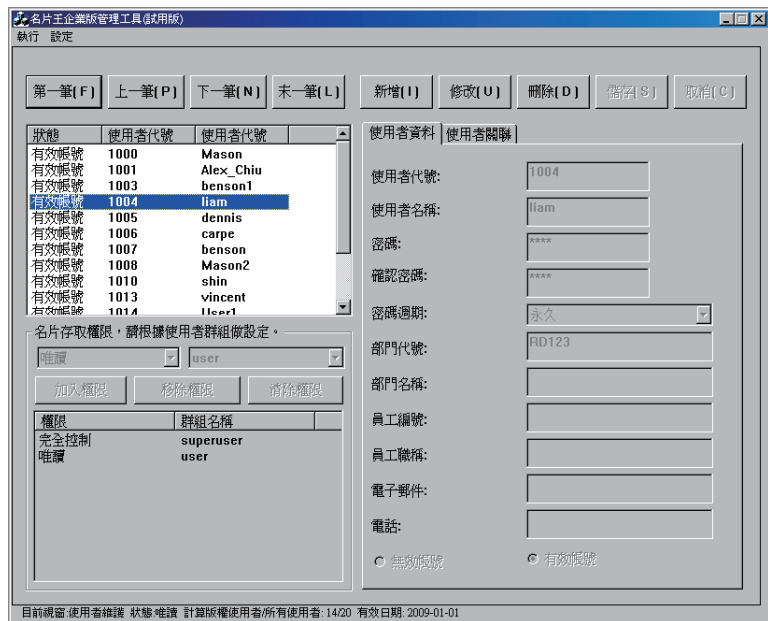 名片王企業版管理工具(試用版)
執行 設定
第一筆(F) 上一筆(P) 下一筆(N) 末一筆(L) 新增(I) 修改(U) 刪除(D) 儲存(S) 取消(C)
狀態 使用者代號 使用者代號
有效帳號 1000 Mason
有效帳號 1001 Alex_Chiu
有效帳號 1003 benson1
有效帳號 1004 liam
有效帳號 1005 dennis
有效帳號 1006 carpe
有效帳號 1007 benson
有效帳號 1008 Mason2
有效帳號 1010 shin
有效帳號 1013 vincent
有效帳號 1014 User1
名片存取權限，請根據使用者群組做設定。
唯讀 user
加入權限 移除權限 清除權限
權限 群組名稱
完全控制 superuser
唯讀 user
使用者資料 使用者關聯
使用者代號: 1004
使用者名稱: liam
密碼: ****
確認密碼: ****
密碼週期: 永久
部門代號: RD123
部門名稱:
員工編號:
員工職稱:
電子郵件:
電話:
無效帳號 有效帳號
目前視窗:使用者維護 狀態:唯讀 計算版權使用者/所有使用者: 14/20 有效日期: 2009-01-01